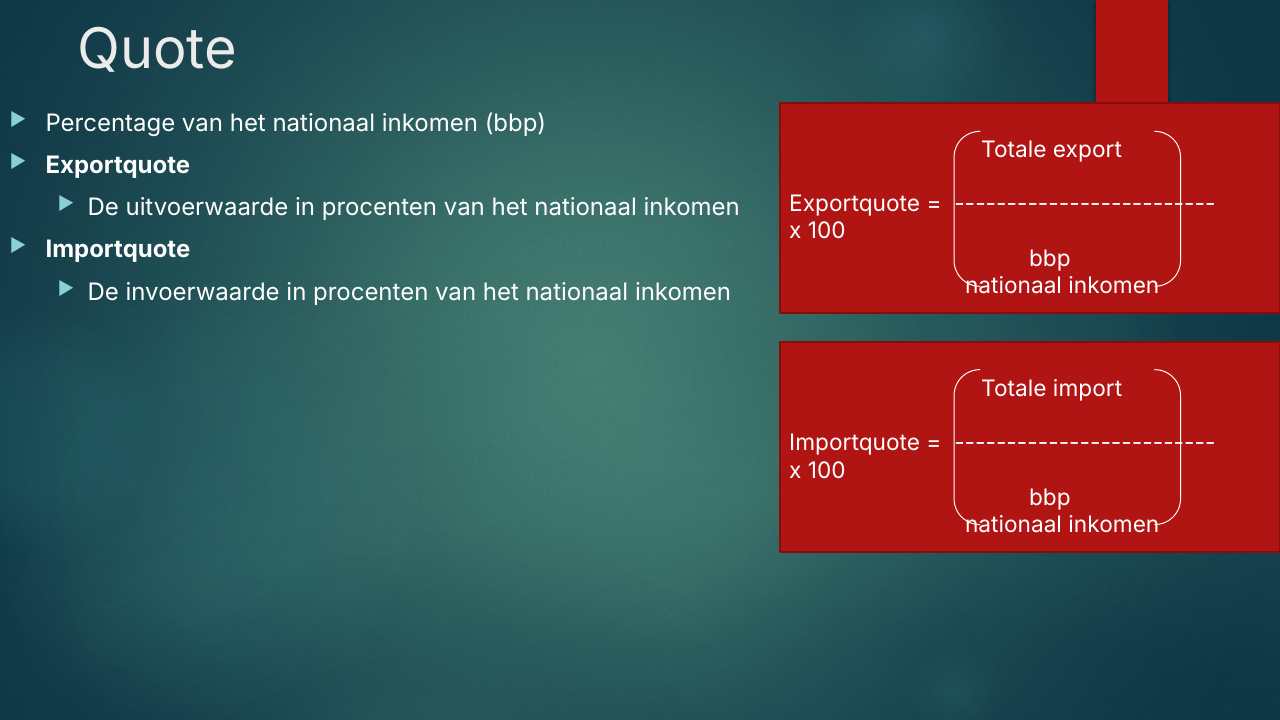 Quote
Percentage van het nationaal inkomen (bbp)
Exportquote
De uitvoerwaarde in procenten van het nationaal inkomen
Importquote
De invoerwaarde in procenten van het nationaal inkomen
Totale export
Exportquote = -------------------------
x 100
bbp
nationaal inkomen
Totale import
Importquote = -------------------------
x 100
bbp
nationaal inkomen